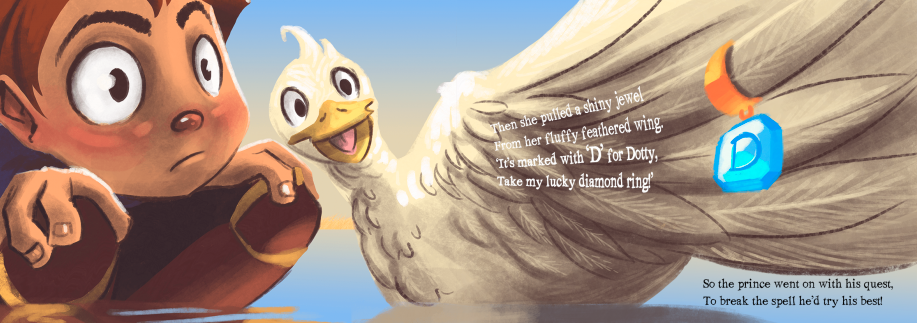 Then she pulled a shiny jewel
From her fluffy feathered wing.
'It's marked with 'D' for Dotty,
Take my lucky diamond ring!'
D
So the prince went on with his quest,
To break the spell he'd try his best!